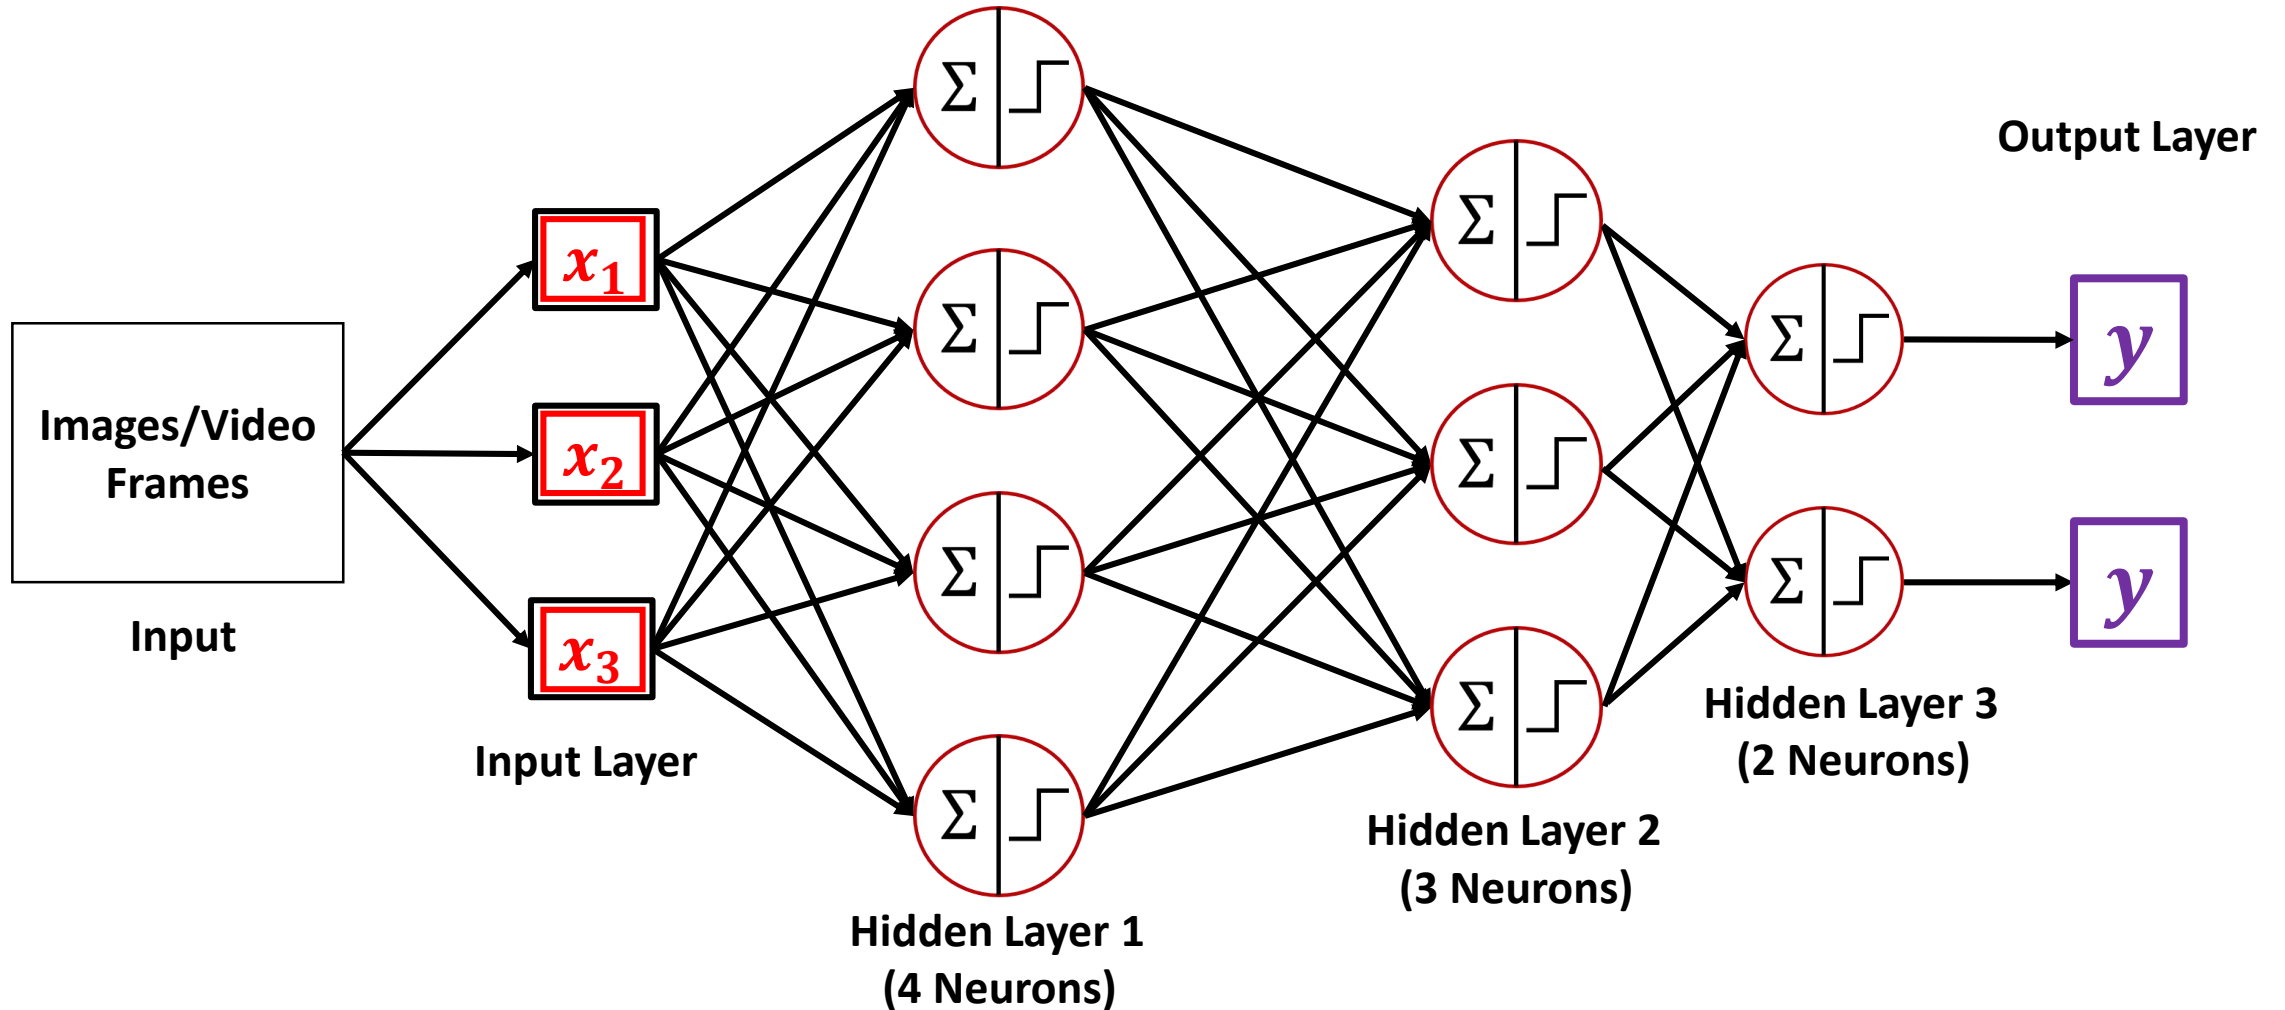 Images/Video
Frames
Input
x1
x2
x3
Input Layer
Σ
Σ
Σ
Σ
Hidden Layer 1
(4 Neurons)
Σ
Σ
Σ
Hidden Layer 2
(3 Neurons)
Σ
Σ
Hidden Layer 3
(2 Neurons)
Output Layer
y
y